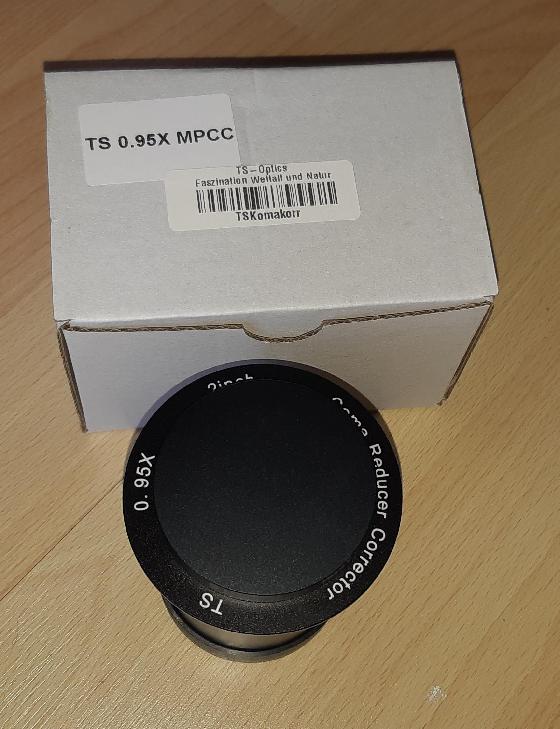 TS 0.95X MPCC
TS-Optics
Faszination Weltall und Natur
TSKomakorr
2inch
Coma Reducer Corrector
TS
0.95X